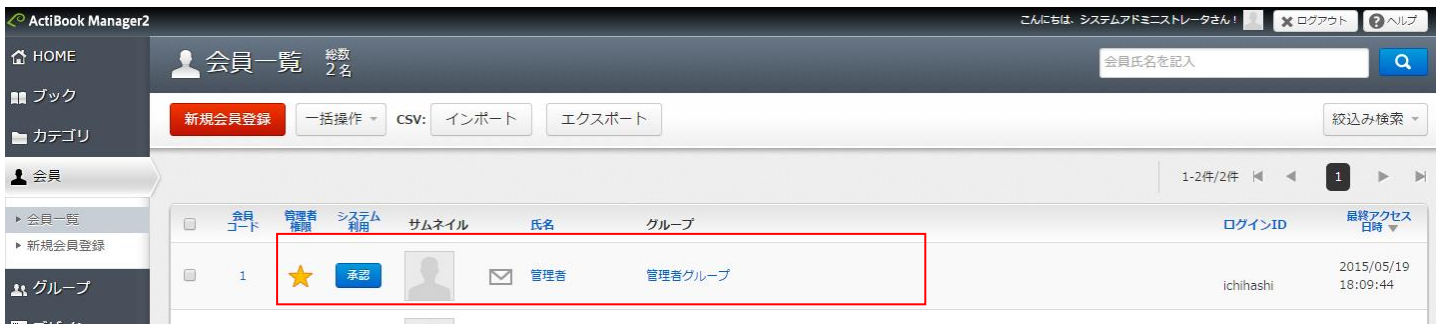 ActiBook Manager2
こんにちは、システムアドミニストレータさん！
ログアウト
ヘルプ
HOME
ブック
カテゴリ
会員
会員一覧
新規会員登録
グループ
会員一覧
総数
2名
会員氏名を記入
新規会員登録
一括操作
CSV:
インポート
エクスポート
絞込み検索
1-2件/2件
1
会員
コード
管理者
権限
システム
利用
サムネイル
氏名
グループ
ログインID
最終アクセス
日時
1
承認
管理者
管理者グループ
ichihashi
2015/05/19
18:09:44